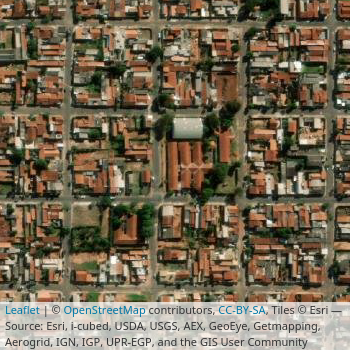 Leaflet | © OpenStreetMap contributors, CC-BY-SA, Tiles © Esri —
Source: Esri, i-cubed, USDA, USGS, AEX, GeoEye, Getmapping,
Aerogrid, IGN, IGP, UPR-EGP, and the GIS User Community